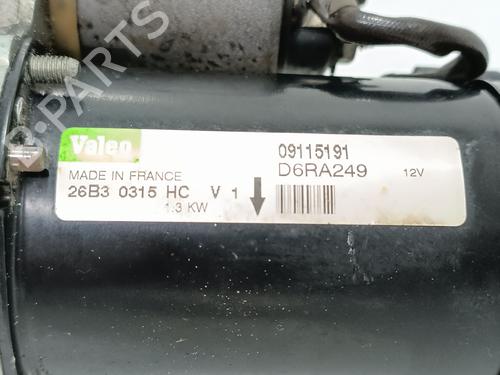 B-PARTS
Valeo
09115191
MADE IN FRANCE
D6RA249 12V
26B3 0315 HC V 1
1.3 KW